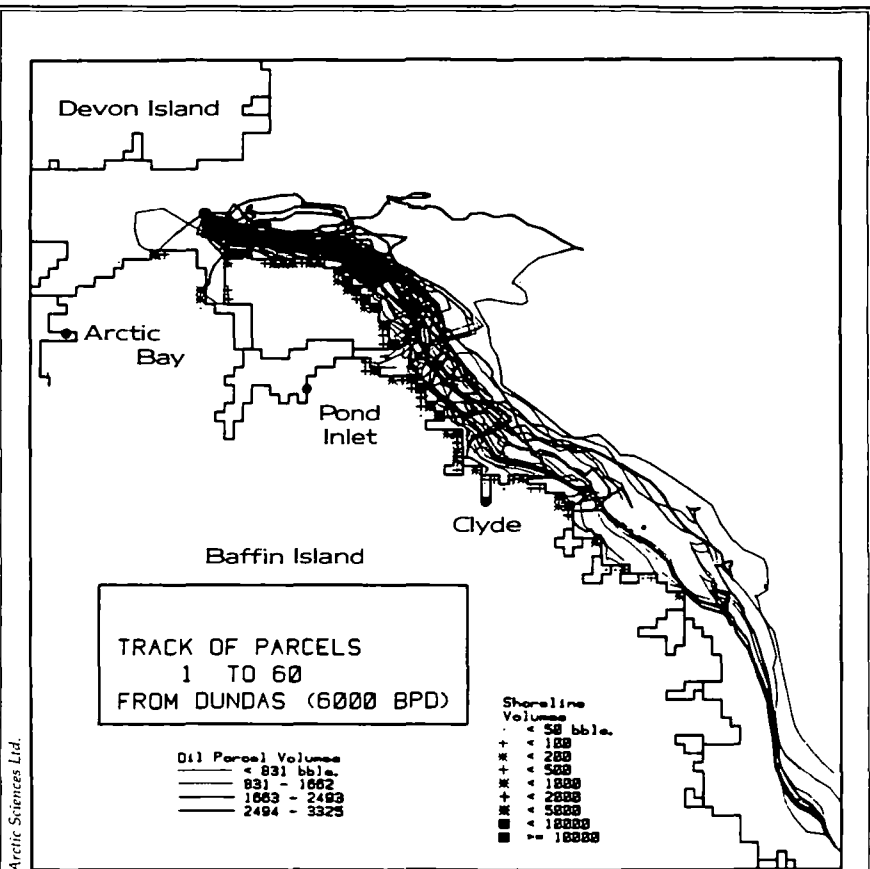 Devon Island
Arctic
Bay
Pond
Inlet
Clyde
Baffin Island
TRACK OF PARCELS
1 TO 60
FROM DUNDAS (6000 BPD)
Oil Parcel Volumes
< 831 bbls.
831 - 1662
1663 - 2493
2494 - 3325
Shoreline
Volumes
· < 50 bbls.
+ < 100
* < 200
+ < 500
* < 1000
+ < 2000
* < 5000
■ < 10000
■ >= 10000
Arctic Sciences Ltd.